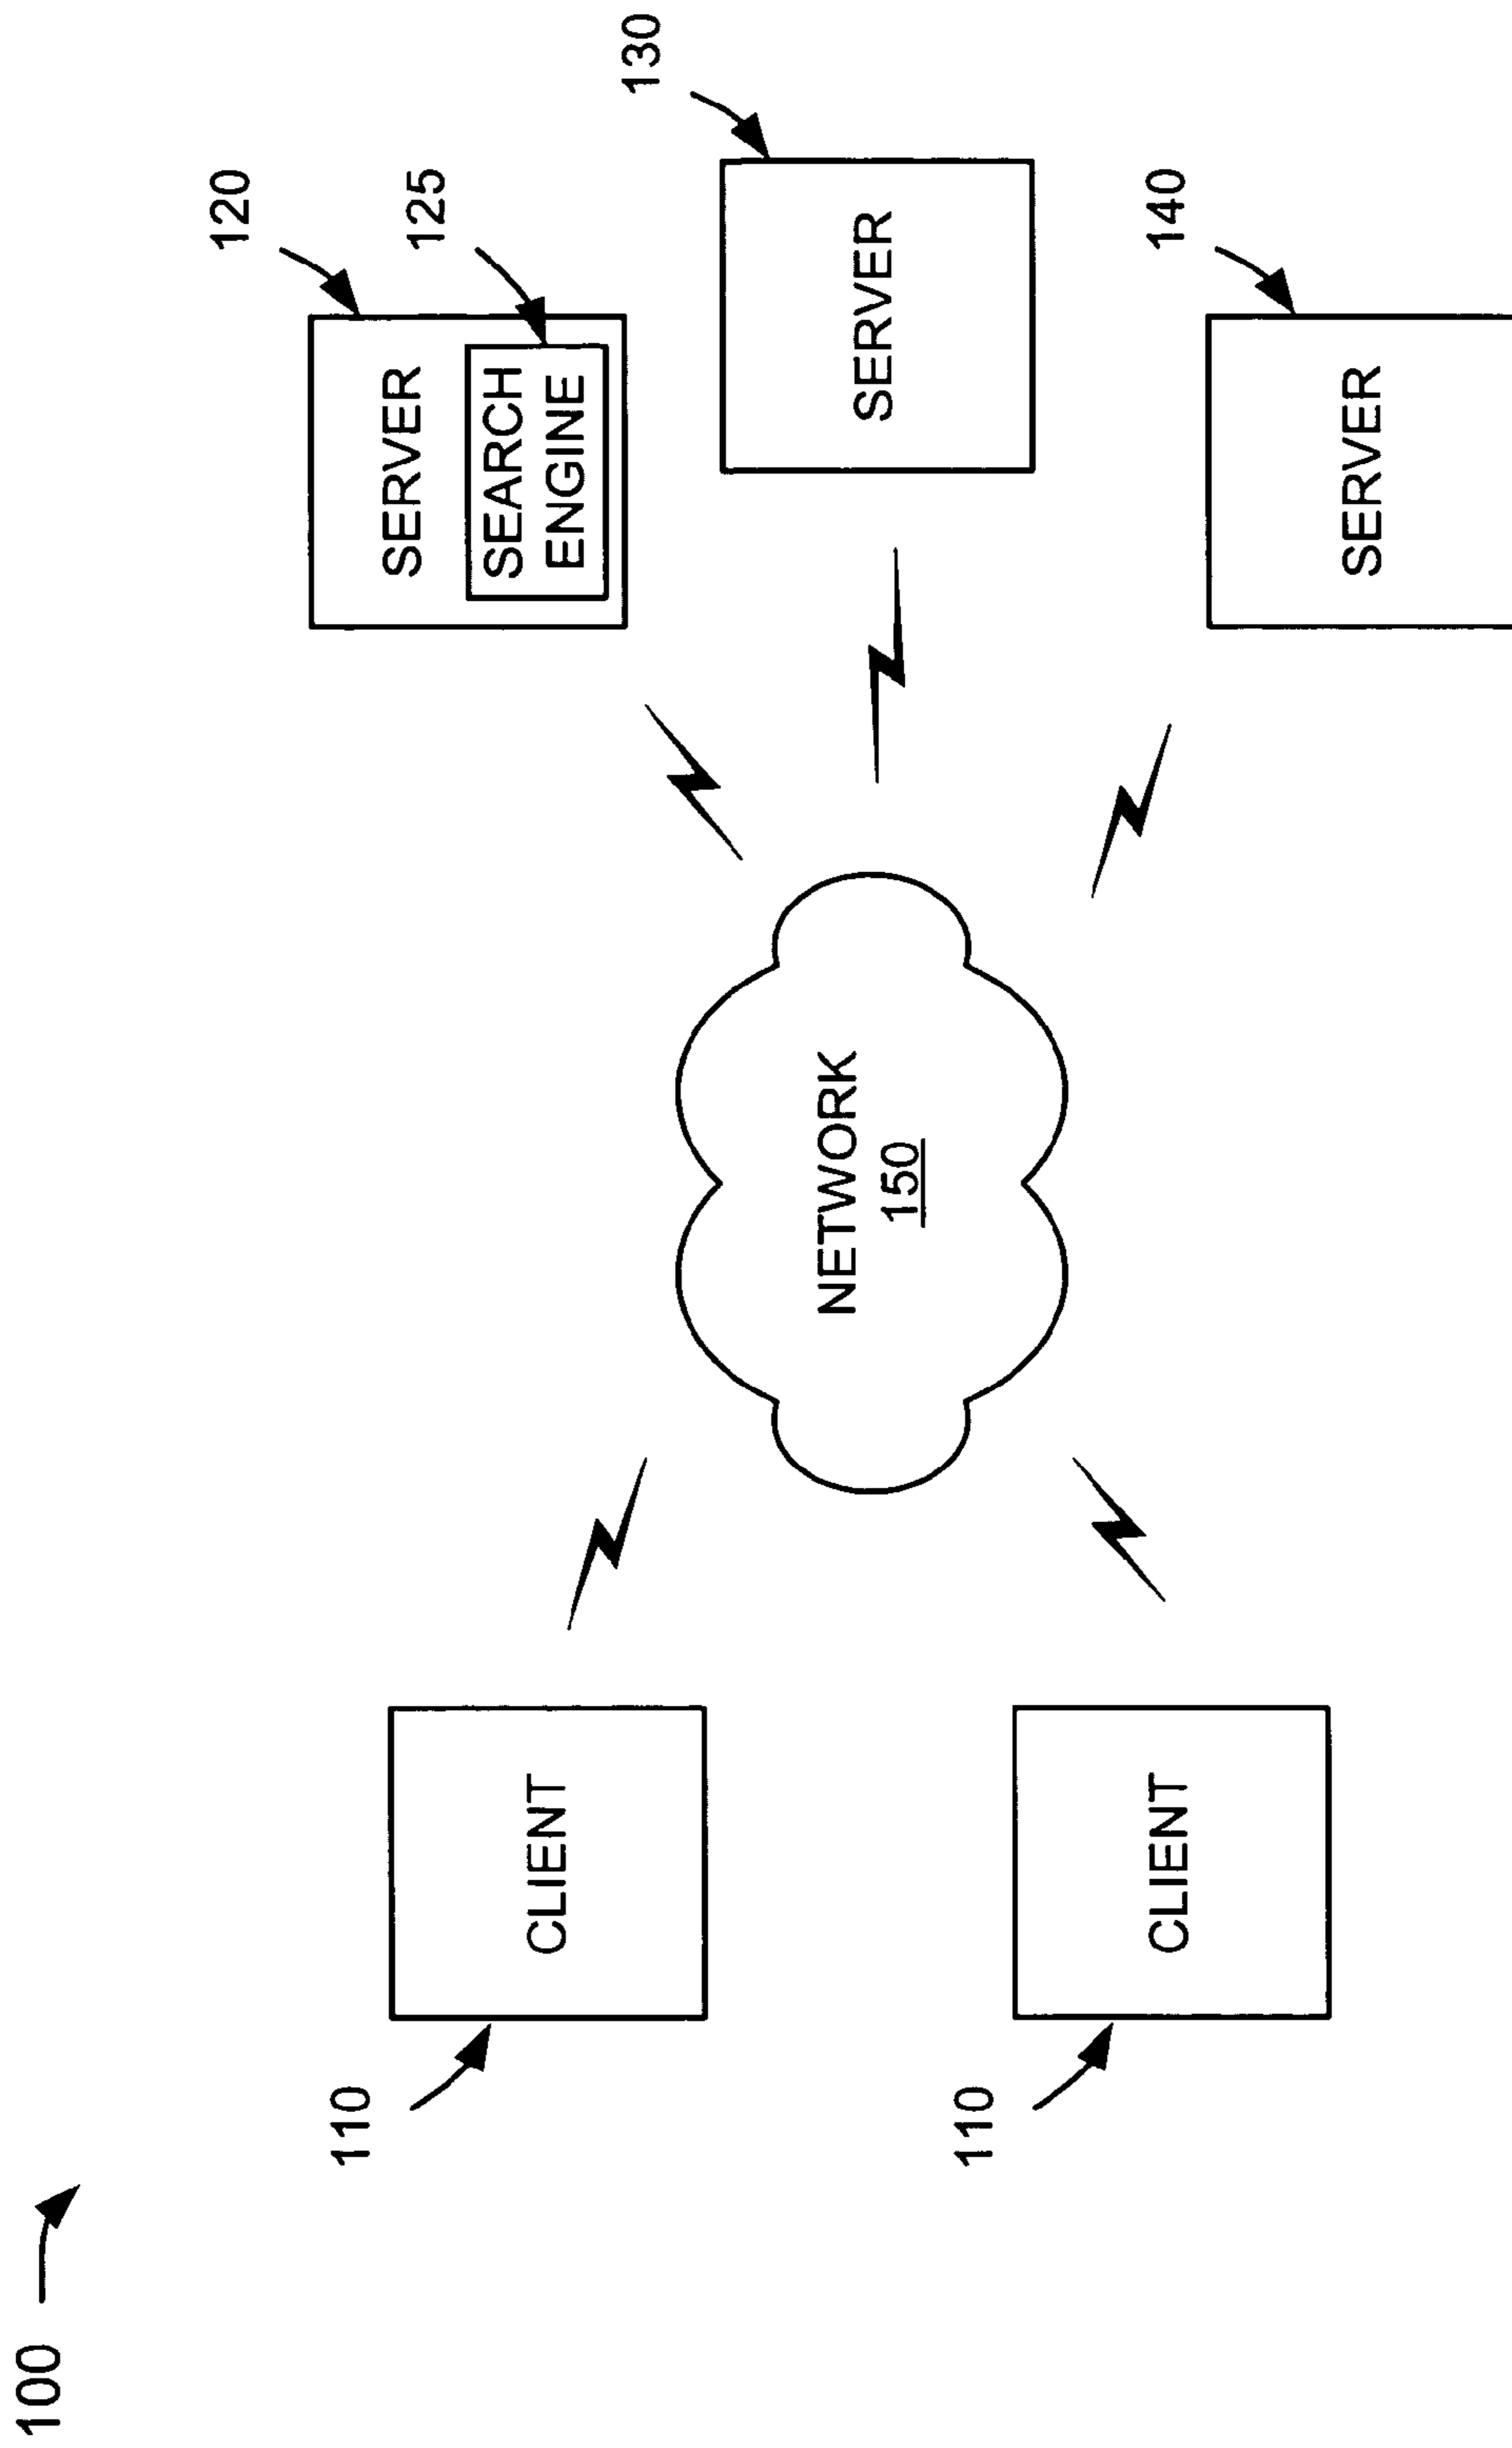 100
110
CLIENT
110
CLIENT
NETWORK
150
120
SERVER
125
SEARCH
ENGINE
130
SERVER
140
SERVER